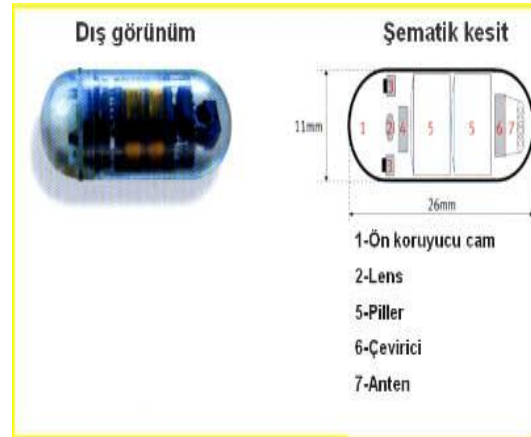 Dış görünüm
Şematik kesit
11mm
1
2
4
5
5
6
7
26mm
1-Ön koruyucu cam
2-Lens
5-Piller
6-Çevirici
7-Anten